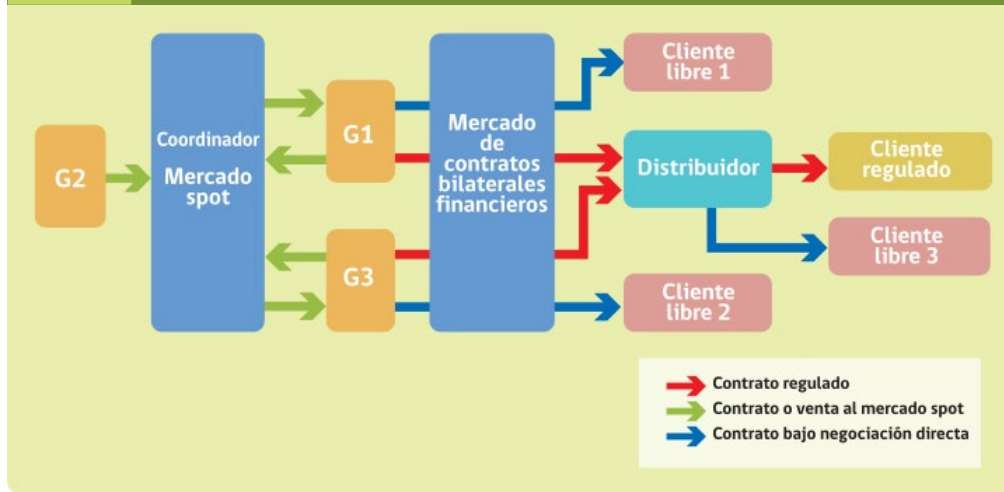 G2
Coordinador
Mercado
spot
G1
G3
Mercado
de
contratos
bilaterales
financieros
Cliente
libre 1
Distribuidor
Cliente
regulado
Cliente
libre 3
Cliente
libre 2
Contrato regulado
Contrato o venta al mercado spot
Contrato bajo negociación directa